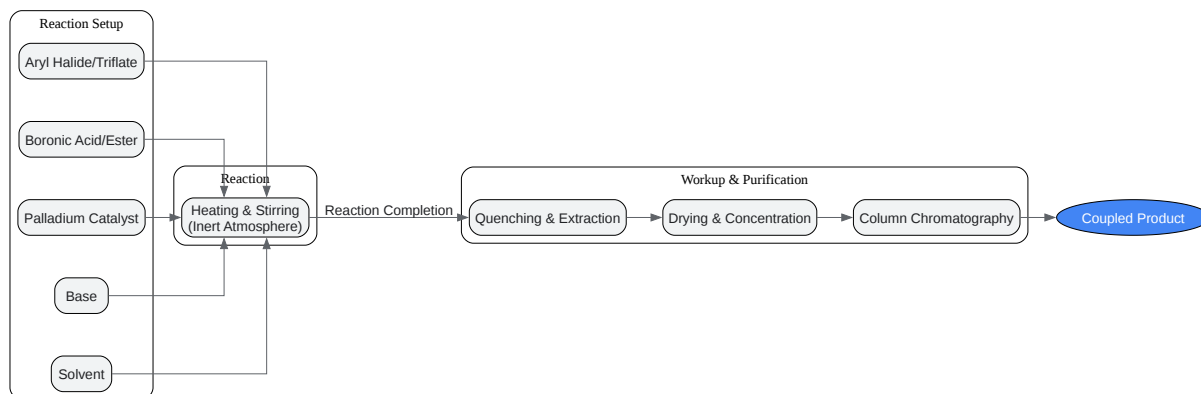 Reaction Setup
Aryl Halide/Triflate
Boronic Acid/Ester
Palladium Catalyst
Base
Solvent
Reaction
Heating & Stirring
(Inert Atmosphere)
Reaction Completion
Workup & Purification
Quenching & Extraction
Drying & Concentration
Column Chromatography
Coupled Product